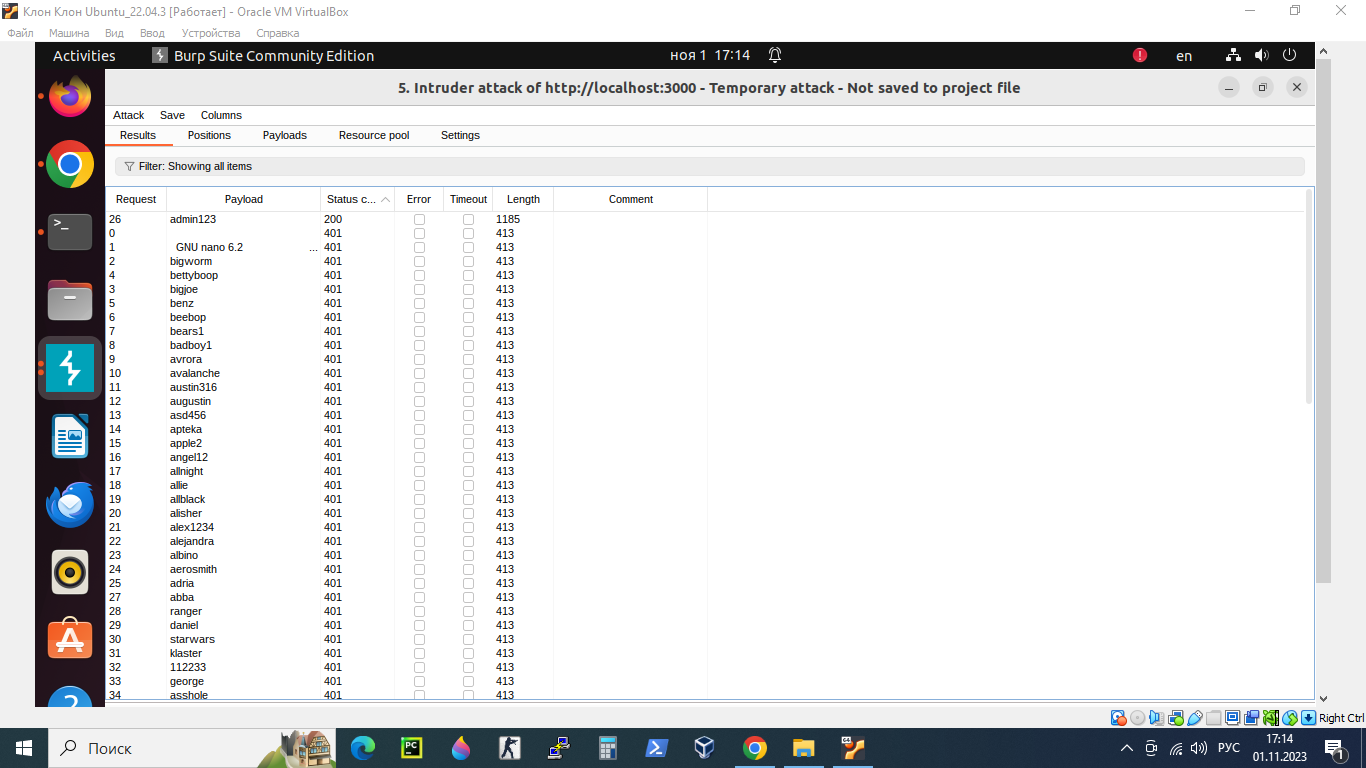 Клон Клон Ubuntu_22.04.3 [Работает] - Oracle VM VirtualBox
Файл Машина Вид Ввод Устройства Справка
Activities Burp Suite Community Edition ноя 1 17:14 en
5. Intruder attack of http://localhost:3000 - Temporary attack - Not saved to project file
Attack Save Columns
Results Positions Payloads Resource pool Settings
Filter: Showing all items
Request Payload Status c... Error Timeout Length Comment
26 admin123 200 1185
0 401 413
1 GNU nano 6.2 ... 401 413
2 bigworm 401 413
4 bettyboop 401 413
3 bigjoe 401 413
5 benz 401 413
6 beebop 401 413
7 bears1 401 413
8 badboy1 401 413
9 avrora 401 413
10 avalanche 401 413
11 austin316 401 413
12 augustin 401 413
13 asd456 401 413
14 apteka 401 413
15 apple2 401 413
16 angel12 401 413
17 allnight 401 413
18 allie 401 413
19 allblack 401 413
20 alisher 401 413
21 alex1234 401 413
22 alejandra 401 413
23 albino 401 413
24 aerosmith 401 413
25 adria 401 413
27 abba 401 413
28 ranger 401 413
29 daniel 401 413
30 starwars 401 413
31 klaster 401 413
32 112233 401 413
33 george 401 413
34 asshole 401 413
Right Ctrl
Поиск РУС 17:14
01.11.2023 1